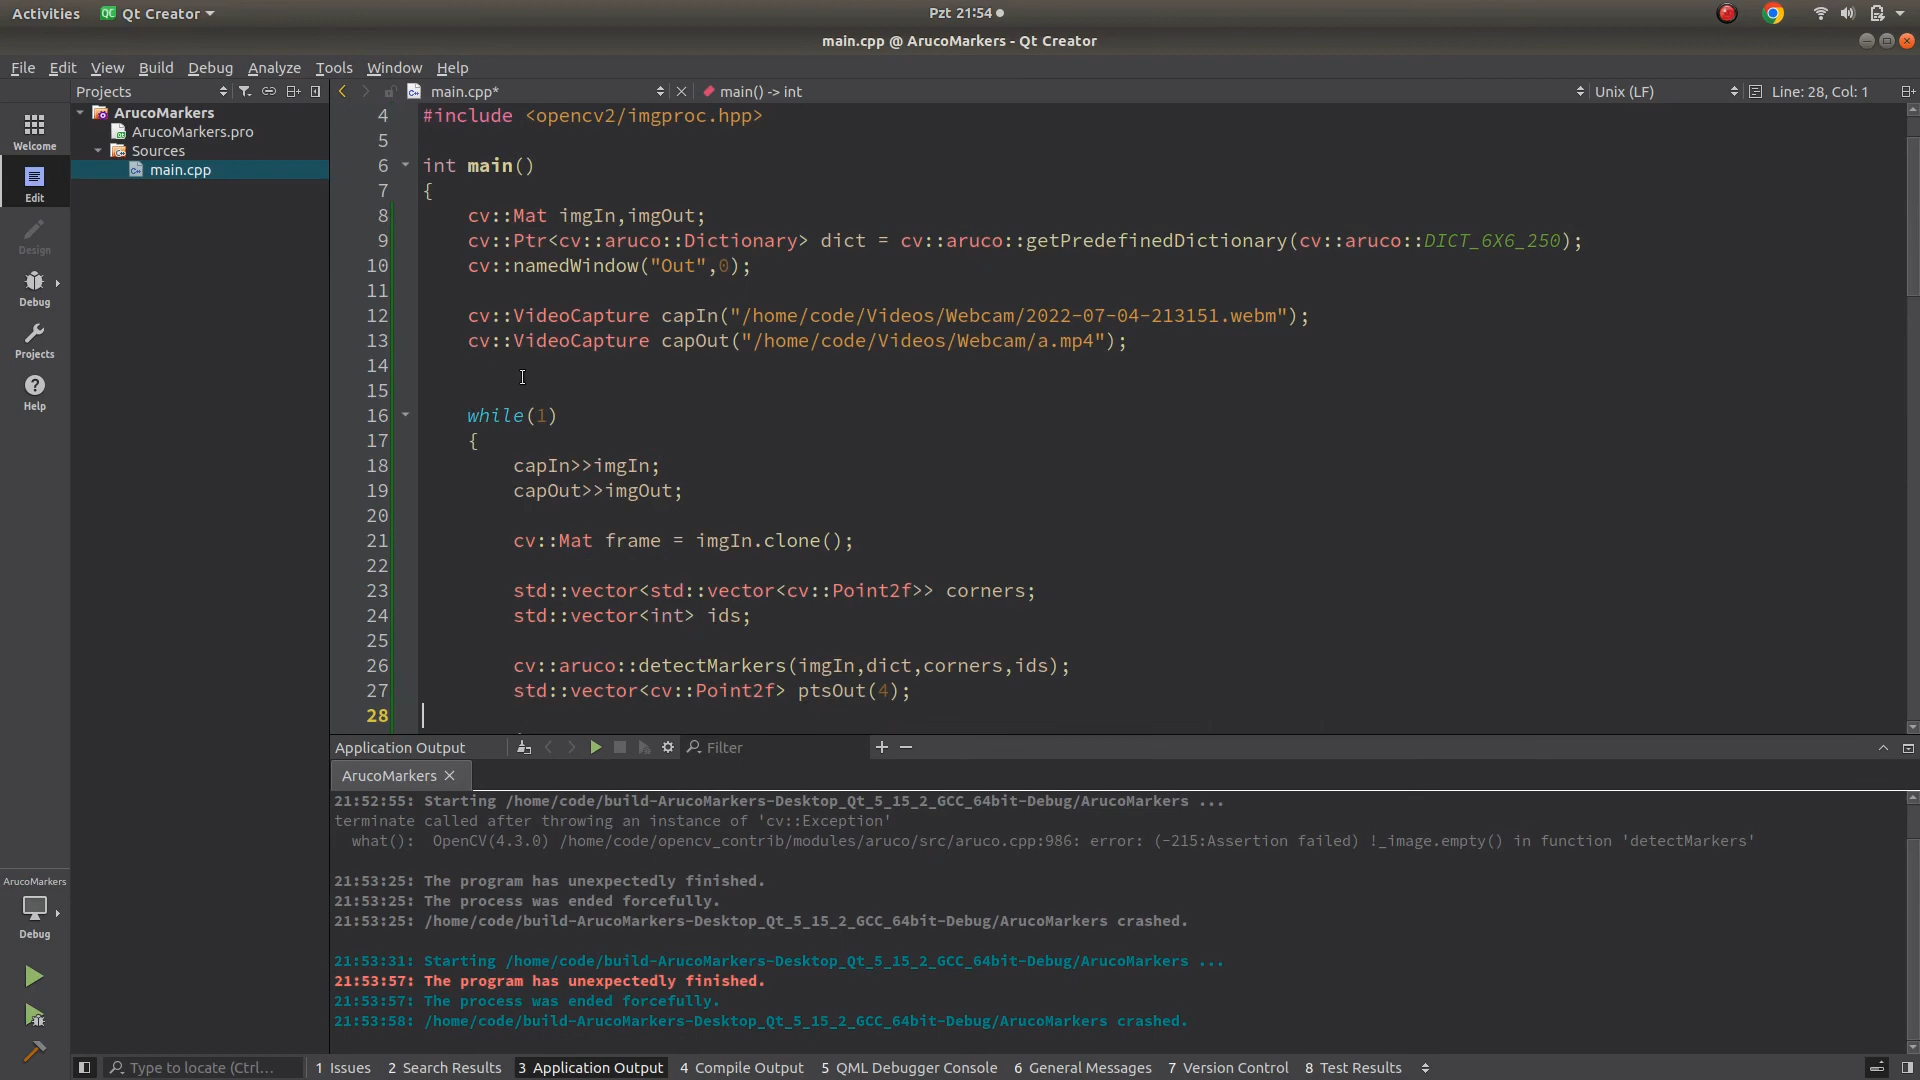 Activities Qt Creator Pzt 21:54
main.cpp @ ArucoMarkers - Qt Creator
File Edit View Build Debug Analyze Tools Window Help
Projects main.cpp* main() -> int Unix (LF) Line: 28, Col: 1
ArucoMarkers
ArucoMarkers.pro
Sources
main.cpp
Welcome
Edit
Design
Debug
Projects
Help
4 #include <opencv2/imgproc.hpp>
5
6 int main()
7 {
8 cv::Mat imgIn,imgOut;
9 cv::Ptr<cv::aruco::Dictionary> dict = cv::aruco::getPredefinedDictionary(cv::aruco::DICT_6X6_250);
10 cv::namedWindow("Out",0);
11
12 cv::VideoCapture capIn("/home/code/Videos/Webcam/2022-07-04-213151.webm");
13 cv::VideoCapture capOut("/home/code/Videos/Webcam/a.mp4");
14
15
16 while(1)
17 {
18 capIn>>imgIn;
19 capOut>>imgOut;
20
21 cv::Mat frame = imgIn.clone();
22
23 std::vector<std::vector<cv::Point2f>> corners;
24 std::vector<int> ids;
25
26 cv::aruco::detectMarkers(imgIn,dict,corners,ids);
27 std::vector<cv::Point2f> ptsOut(4);
28
Application Output Filter
ArucoMarkers
21:52:55: Starting /home/code/build-ArucoMarkers-Desktop_Qt_5_15_2_GCC_64bit-Debug/ArucoMarkers ...
terminate called after throwing an instance of 'cv::Exception'
what(): OpenCV(4.3.0) /home/code/opencv_contrib/modules/aruco/src/aruco.cpp:986: error: (-215:Assertion failed) !_image.empty() in function 'detectMarkers'
21:53:25: The program has unexpectedly finished.
21:53:25: The process was ended forcefully.
21:53:25: /home/code/build-ArucoMarkers-Desktop_Qt_5_15_2_GCC_64bit-Debug/ArucoMarkers crashed.
21:53:31: Starting /home/code/build-ArucoMarkers-Desktop_Qt_5_15_2_GCC_64bit-Debug/ArucoMarkers ...
21:53:57: The program has unexpectedly finished.
21:53:57: The process was ended forcefully.
21:53:58: /home/code/build-ArucoMarkers-Desktop_Qt_5_15_2_GCC_64bit-Debug/ArucoMarkers crashed.
ArucoMarkers
Debug
Type to locate (Ctrl... 1 Issues 2 Search Results 3 Application Output 4 Compile Output 5 QML Debugger Console 6 General Messages 7 Version Control 8 Test Results